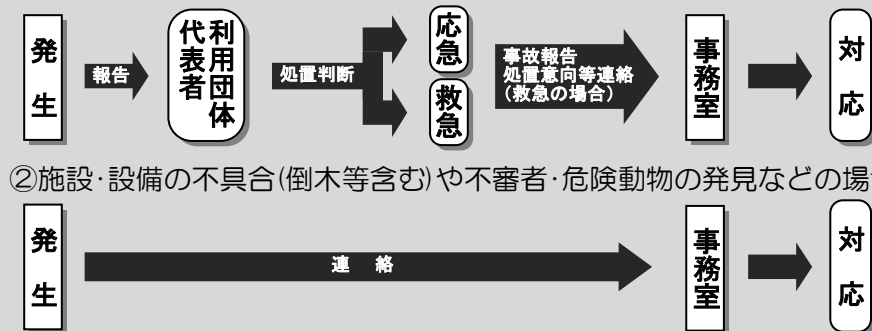 発生
報告
利用団体
代表者
処置判断
応急
救急
事故報告
処置意向等連絡
(救急の場合)
事務室
対応
②施設・設備の不具合(倒木等含む)や不審者・危険動物の発見などの場
発生
連絡
事務室
対応